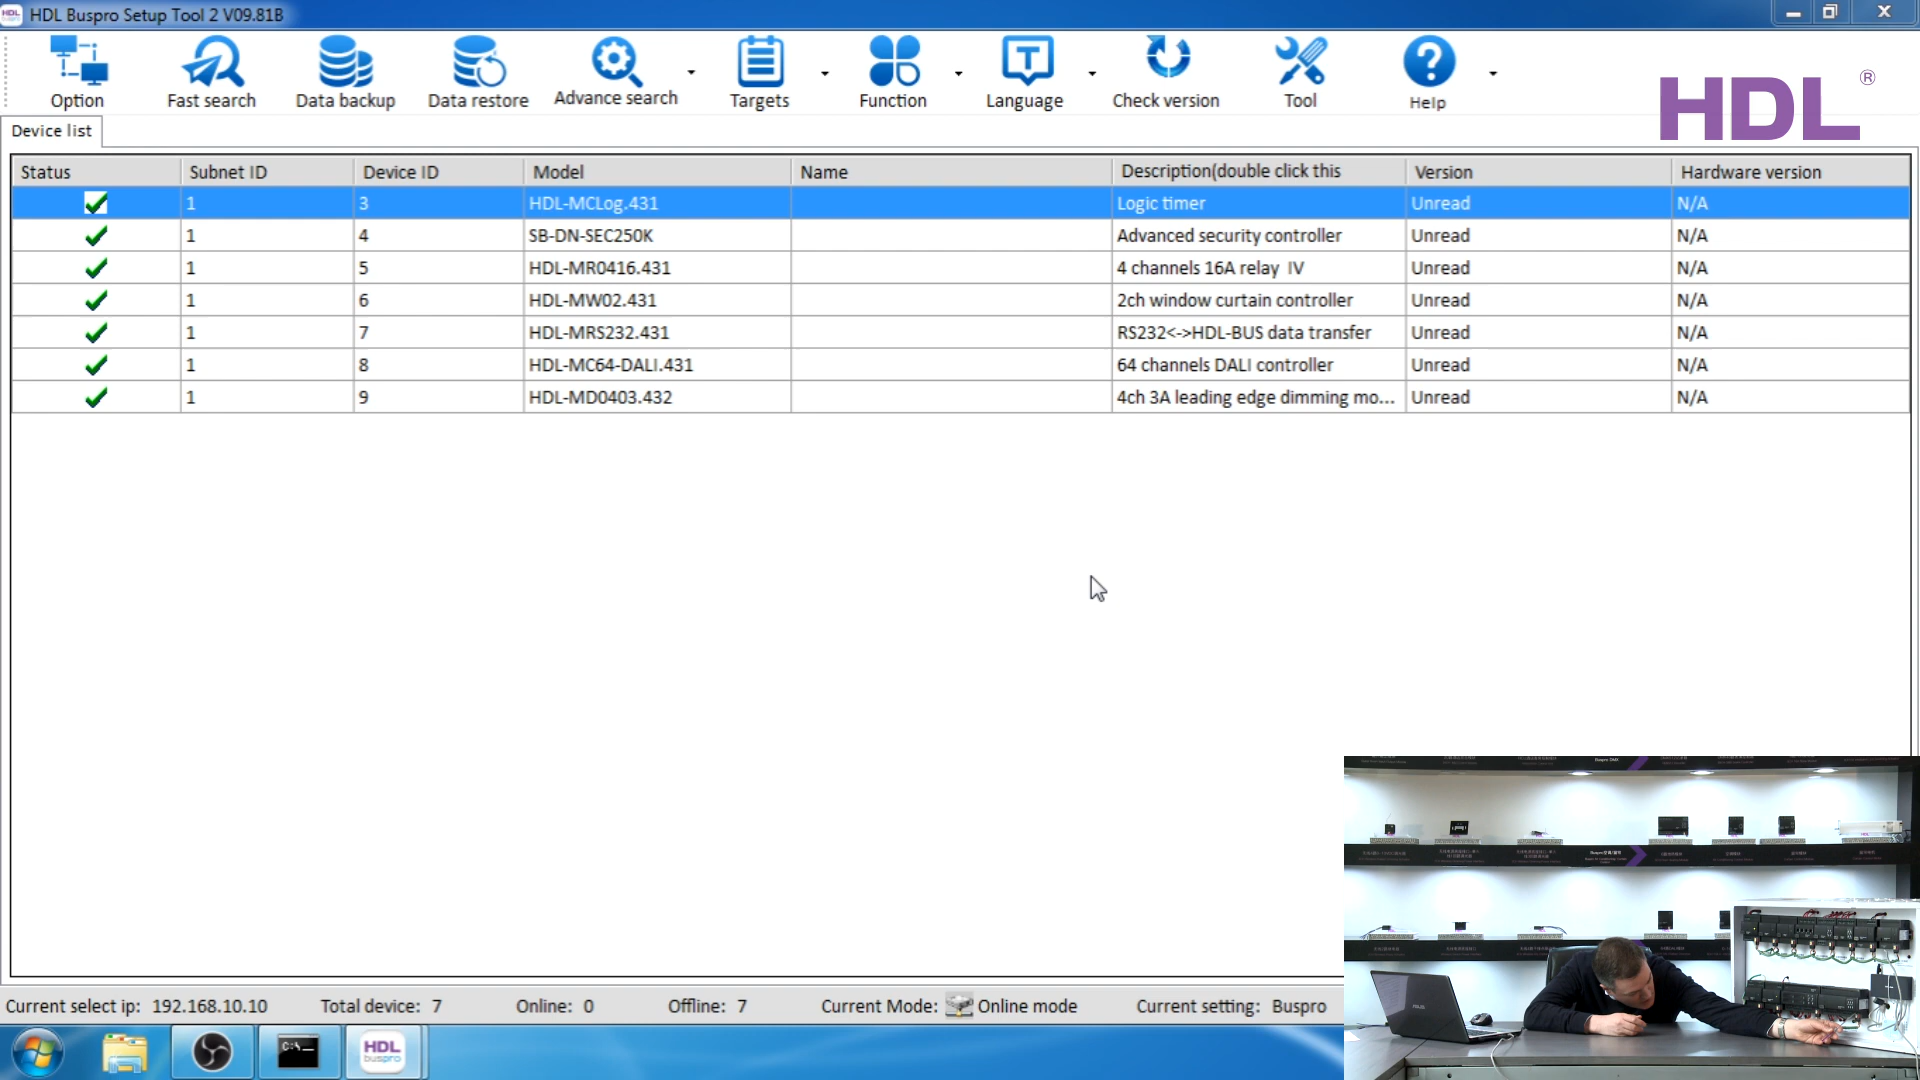 HDL Buspro Setup Tool 2 V09.81B
Option Fast search Data backup Data restore Advance search Targets Function Language Check version Tool Help
HDL®
Device list
Status Subnet ID Device ID Model Name Description(double click this Version Hardware version
1 3 HDL-MCLog.431 Logic timer Unread N/A
1 4 SB-DN-SEC250K Advanced security controller Unread N/A
1 5 HDL-MR0416.431 4 channels 16A relay IV Unread N/A
1 6 HDL-MW02.431 2ch window curtain controller Unread N/A
1 7 HDL-MRS232.431 RS232<->HDL-BUS data transfer Unread N/A
1 8 HDL-MC64-DALI.431 64 channels DALI controller Unread N/A
1 9 HDL-MD0403.432 4ch 3A leading edge dimming mo... Unread N/A
Buspro DMX
Current select ip: 192.168.10.10 Total device: 7 Online: 0 Offline: 7 Current Mode: Online mode Current setting: Buspro
C:\
HDL
buspro